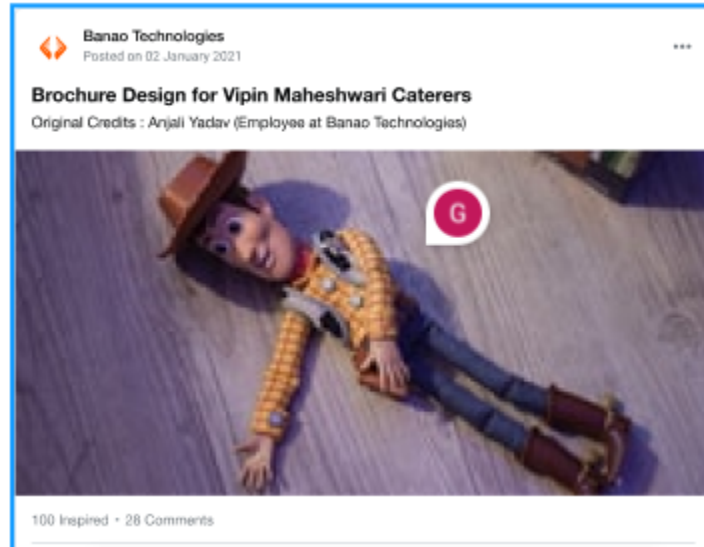 Banao Technologies
Posted on 02 January 2021
Brochure Design for Vipin Maheshwari Caterers
Original Credits : Anjali Yadav (Employee at Banao Technologies)
G
100 Inspired • 28 Comments